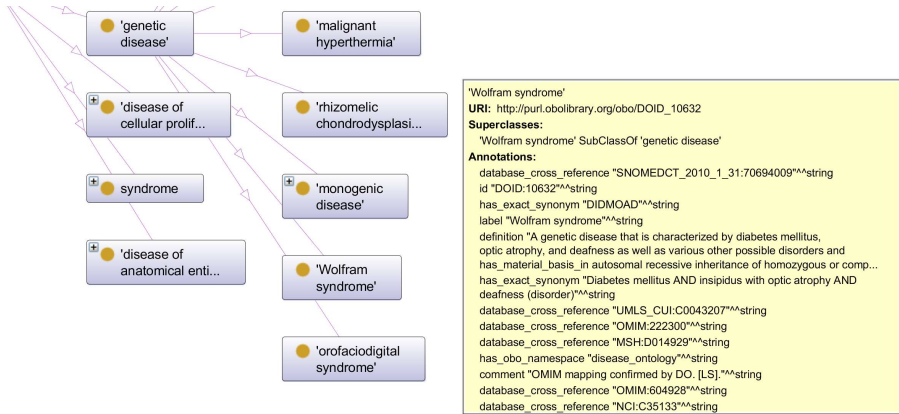 'genetic
disease'
'malignant
hyperthermia'
'disease of
cellular prolif...
'rhizomelic
chondrodysplasi...
syndrome
'monogenic
disease'
'disease of
anatomical enti...
'Wolfram
syndrome'
'orofaciodigital
syndrome'
'Wolfram syndrome'
URI: http://purl.obolibrary.org/obo/DOID_10632
Superclasses:
'Wolfram syndrome' SubClassOf 'genetic disease'
Annotations:
database_cross_reference "SNOMEDCT_2010_1_31:70694009"^^string
id "DOID:10632"^^string
has_exact_synonym "DIDMOAD"^^string
label "Wolfram syndrome"^^string
definition "A genetic disease that is characterized by diabetes mellitus,
optic atrophy, and deafness as well as various other possible disorders and
has_material_basis_in autosomal recessive inheritance of homozygous or comp...
has_exact_synonym "Diabetes mellitus AND insipidus with optic atrophy AND
deafness (disorder)"^^string
database_cross_reference "UMLS_CUI:C0043207"^^string
database_cross_reference "OMIM:222300"^^string
database_cross_reference "MSH:D014929"^^string
has_obo_namespace "disease_ontology"^^string
comment "OMIM mapping confirmed by DO. [LS]."^^string
database_cross_reference "OMIM:604928"^^string
database_cross_reference "NCI:C35133"^^string